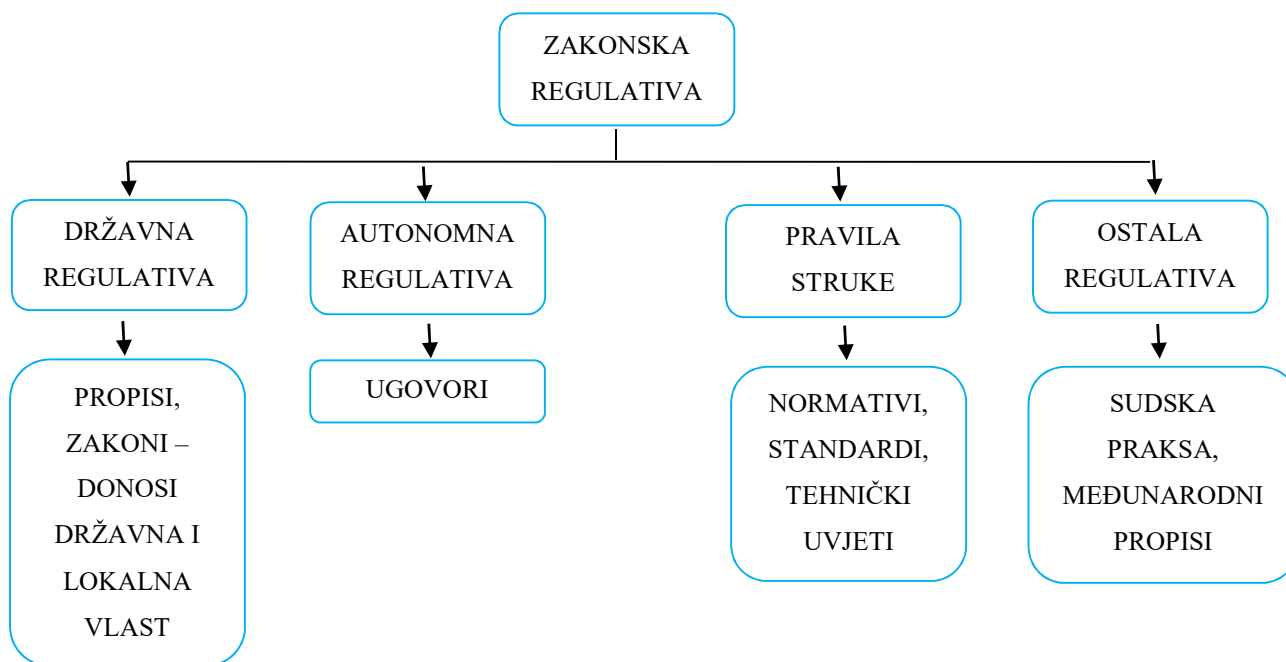 ZAKONSKA
REGULATIVA
DRŽAVNA
REGULATIVA
AUTONOMNA
REGULATIVA
PRAVILA
STRUKE
OSTALA
REGULATIVA
PROPISI,
ZAKONI –
DONOSI
DRŽAVNA I
LOKALNA
VLAST
UGOVORI
NORMATIVI,
STANDARDI,
TEHNIČKI
UVJETI
SUDSKA
PRAKSA,
MEĐUNARODNI
PROPISI